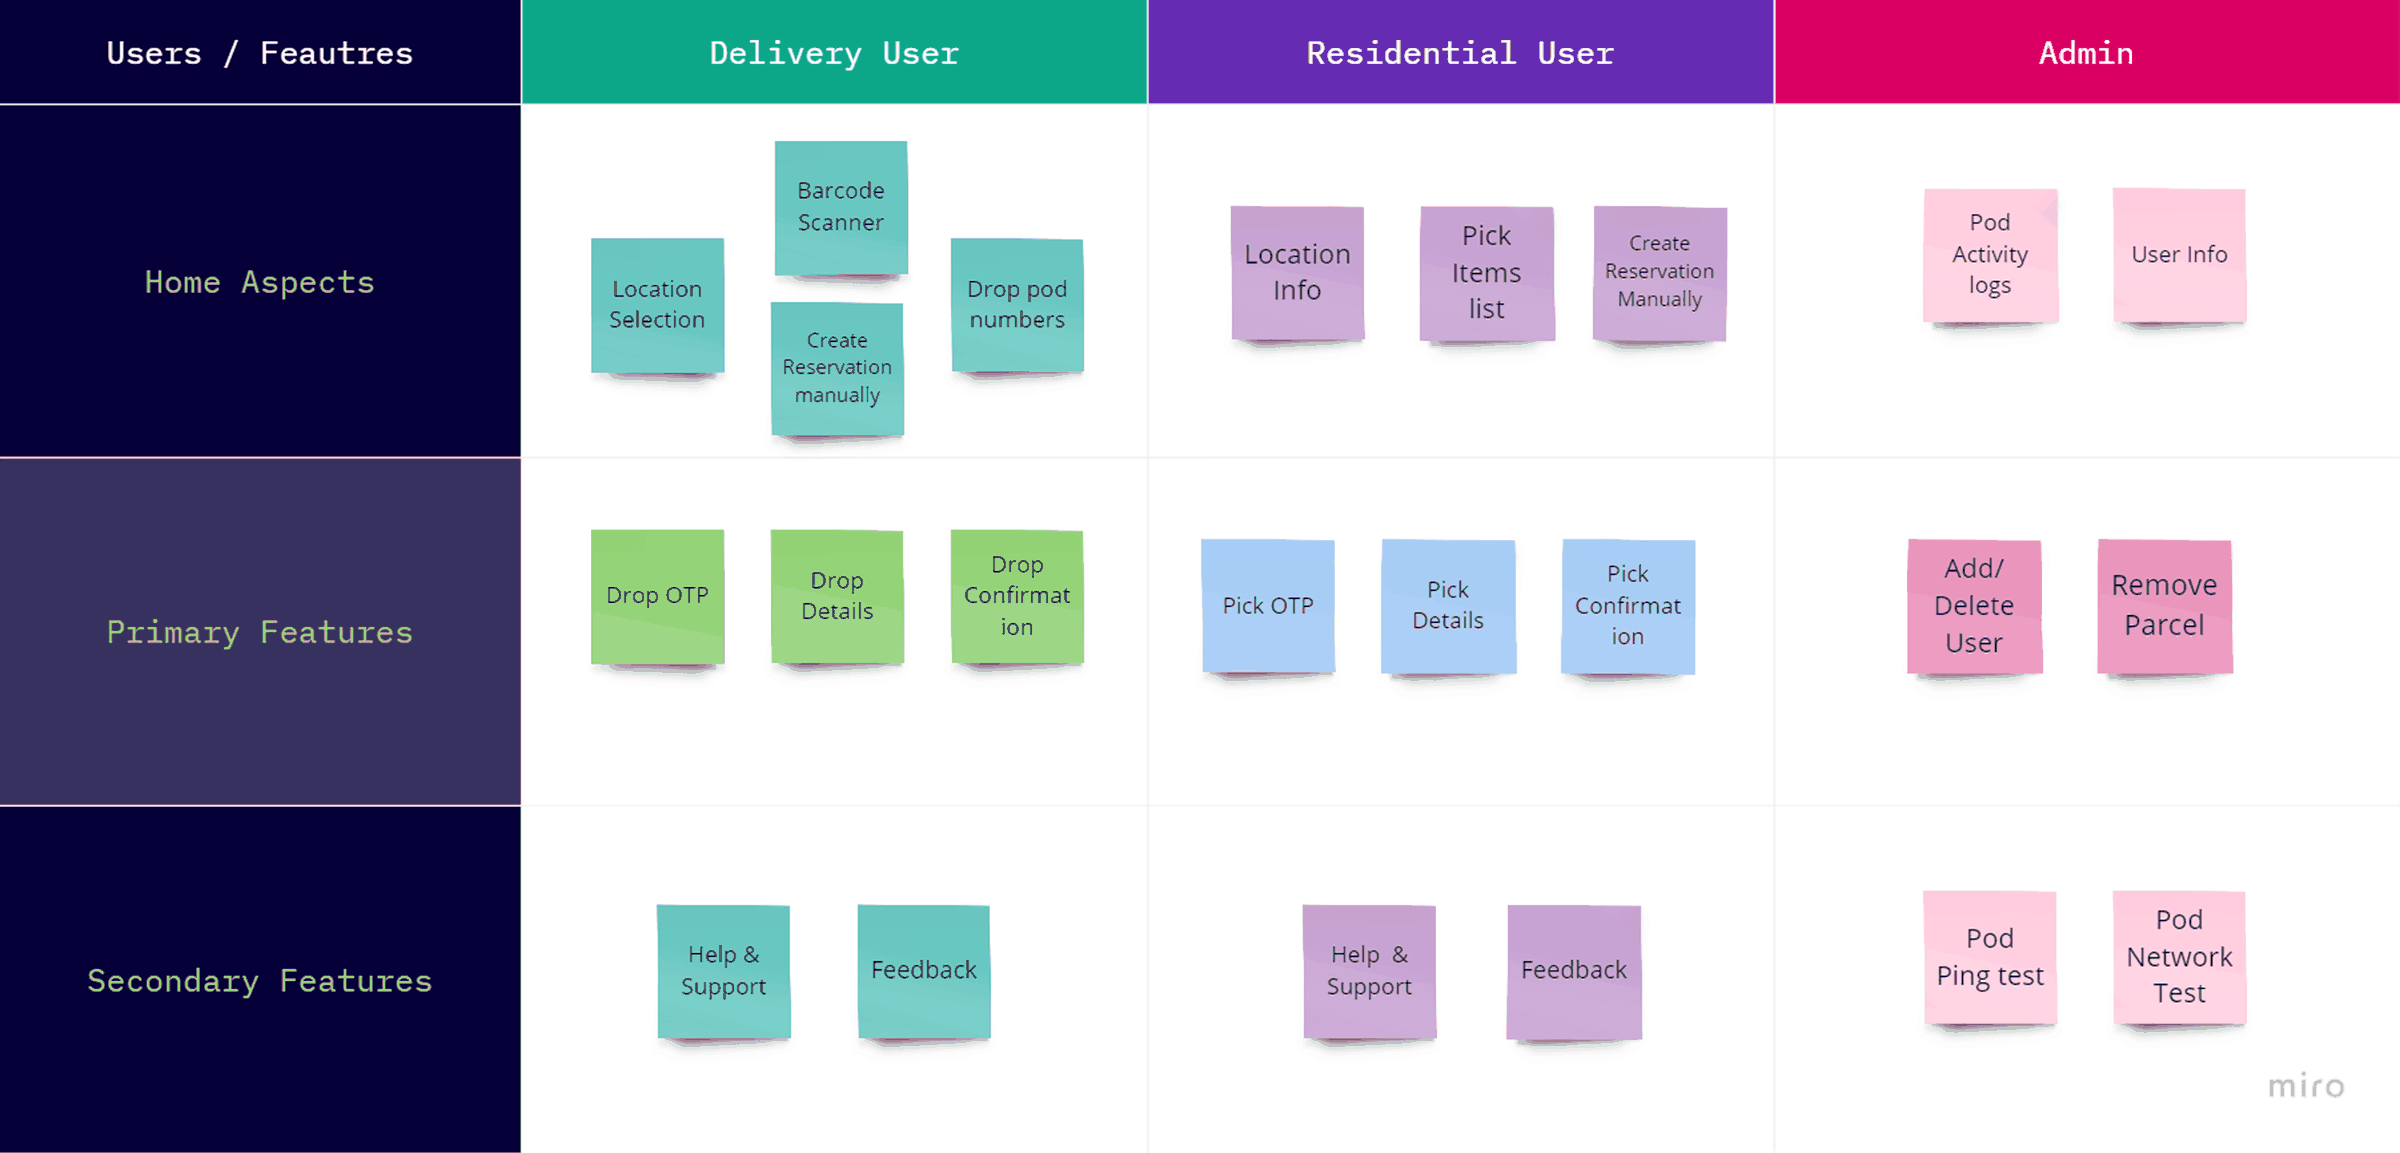 Users / Feautres
Delivery User
Residential User
Admin
Home Aspects
Location
Selection
Barcode
Scanner
Create
Reservation
manually
Drop pod
numbers
Location
Info
Pick
Items
list
Create
Reservation
Manually
Pod
Activity
logs
User Info
Primary Features
Drop OTP
Drop
Details
Drop
Confirmat
ion
Pick OTP
Pick
Details
Pick
Confirmat
ion
Add/
Delete
User
Remove
Parcel
Secondary Features
Help &
Support
Feedback
Help &
Support
Feedback
Pod
Ping test
Pod
Network
Test
miro